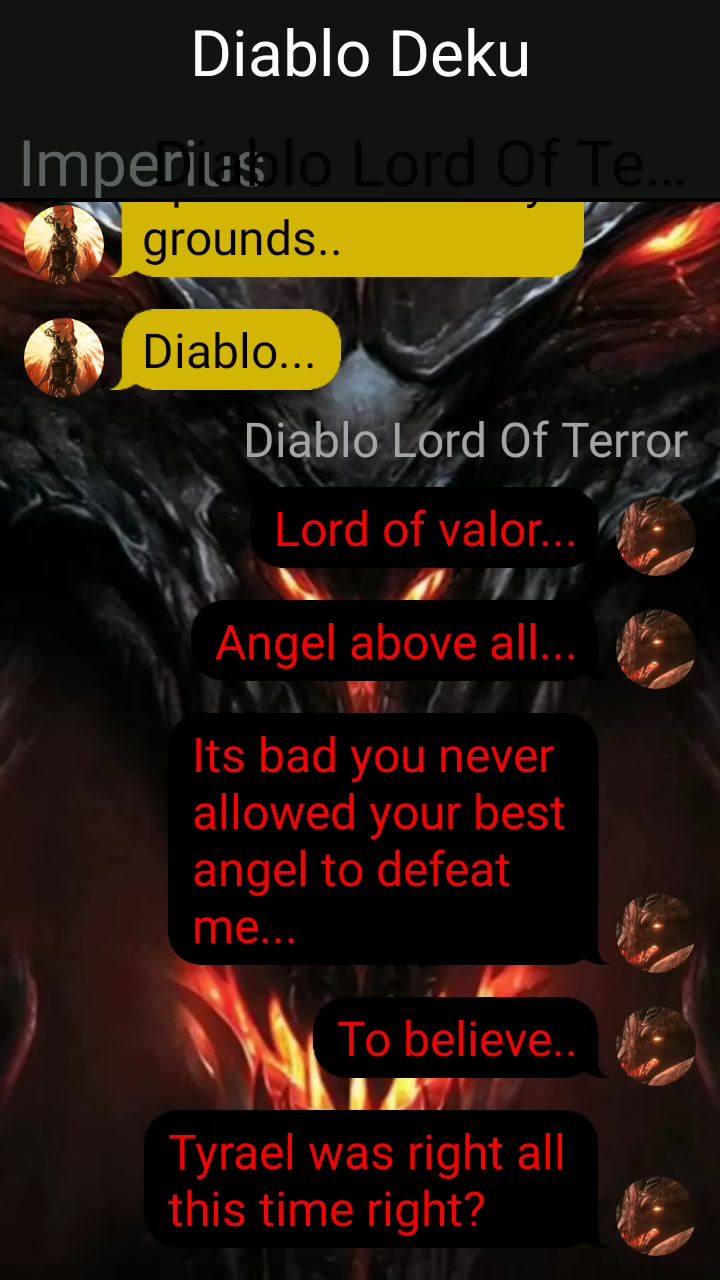 Diablo Deku
Imperius
Diablo Lord Of Te...
grounds..
Diablo...
Diablo Lord Of Terror
Lord of valor...
Angel above all...
Its bad you never
allowed your best
angel to defeat
me...
To believe..
Tyrael was right all
this time right?